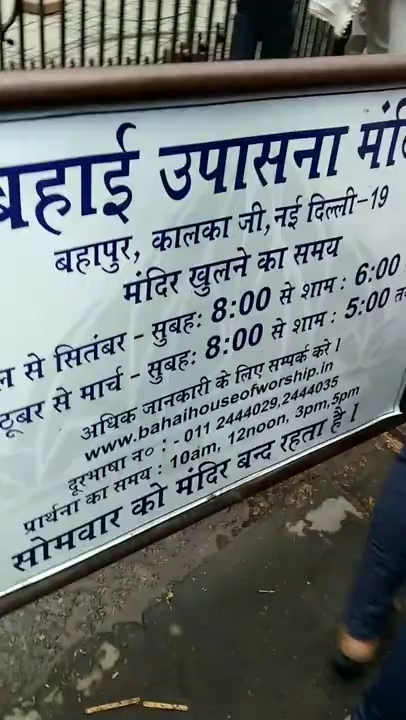 बहाई उपासना मंदि
बहापुर, कालका जी, नई दिल्ली-19
मंदिर खुलने का समय
ल से सितंबर - सुबहः 8:00 से शाम : 6:00
टूबर से मार्च - सुबहः 8:00 से शाम : 5:00 त
अधिक जानकारी के लिए सम्पर्क करे ।
www.bahaihouseofworship.in
दूरभाषा न० : - 011 2444029,2444035
प्रार्थना का समय : 10am, 12noon, 3pm,5pm
सोमवार को मंदिर बन्द रहता है ।